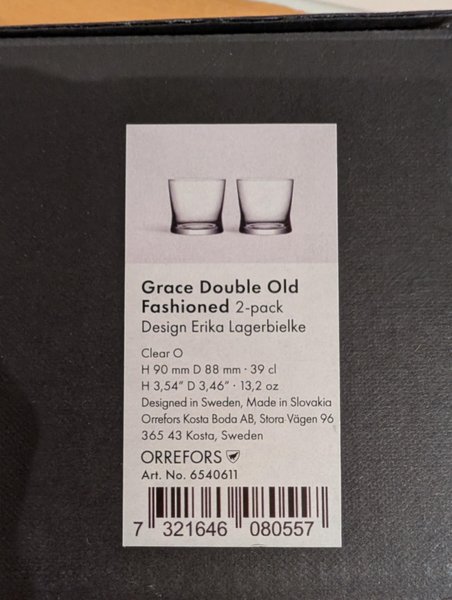 Grace Double Old
Fashioned 2-pack
Design Erika Lagerbielke
Clear O
H 90 mm D 88 mm · 39 cl
H 3,54” D 3,46” · 13,2 oz
Designed in Sweden, Made in Slovakia
Orrefors Kosta Boda AB, Stora Vägen 96
365 43 Kosta, Sweden
ORREFORS
Art. No. 6540611
7 321646 080557